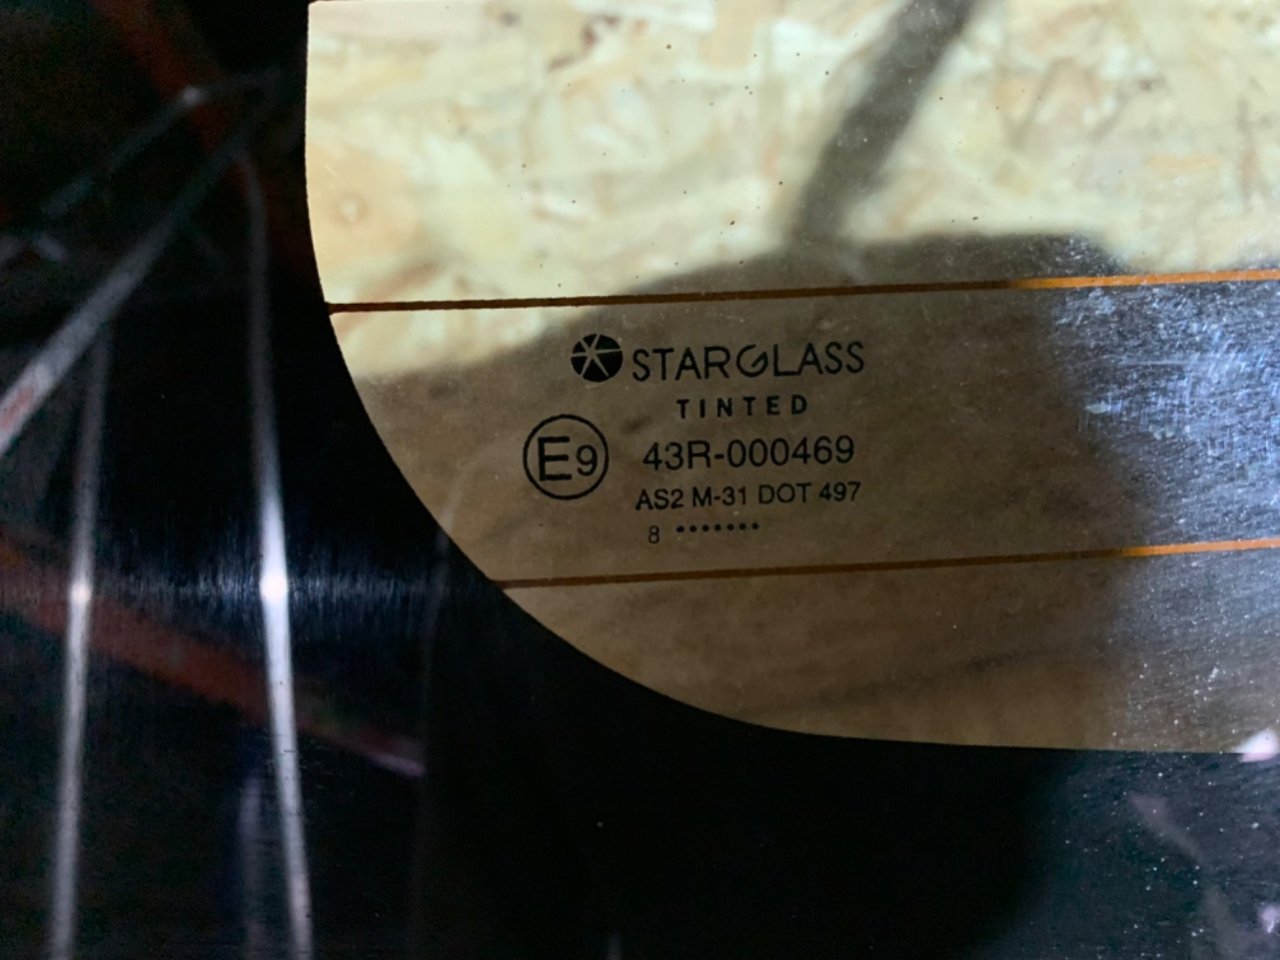 STARGLASS
TINTED
E9 43R-000469
AS2 M-31 DOT 497
8 •••••••